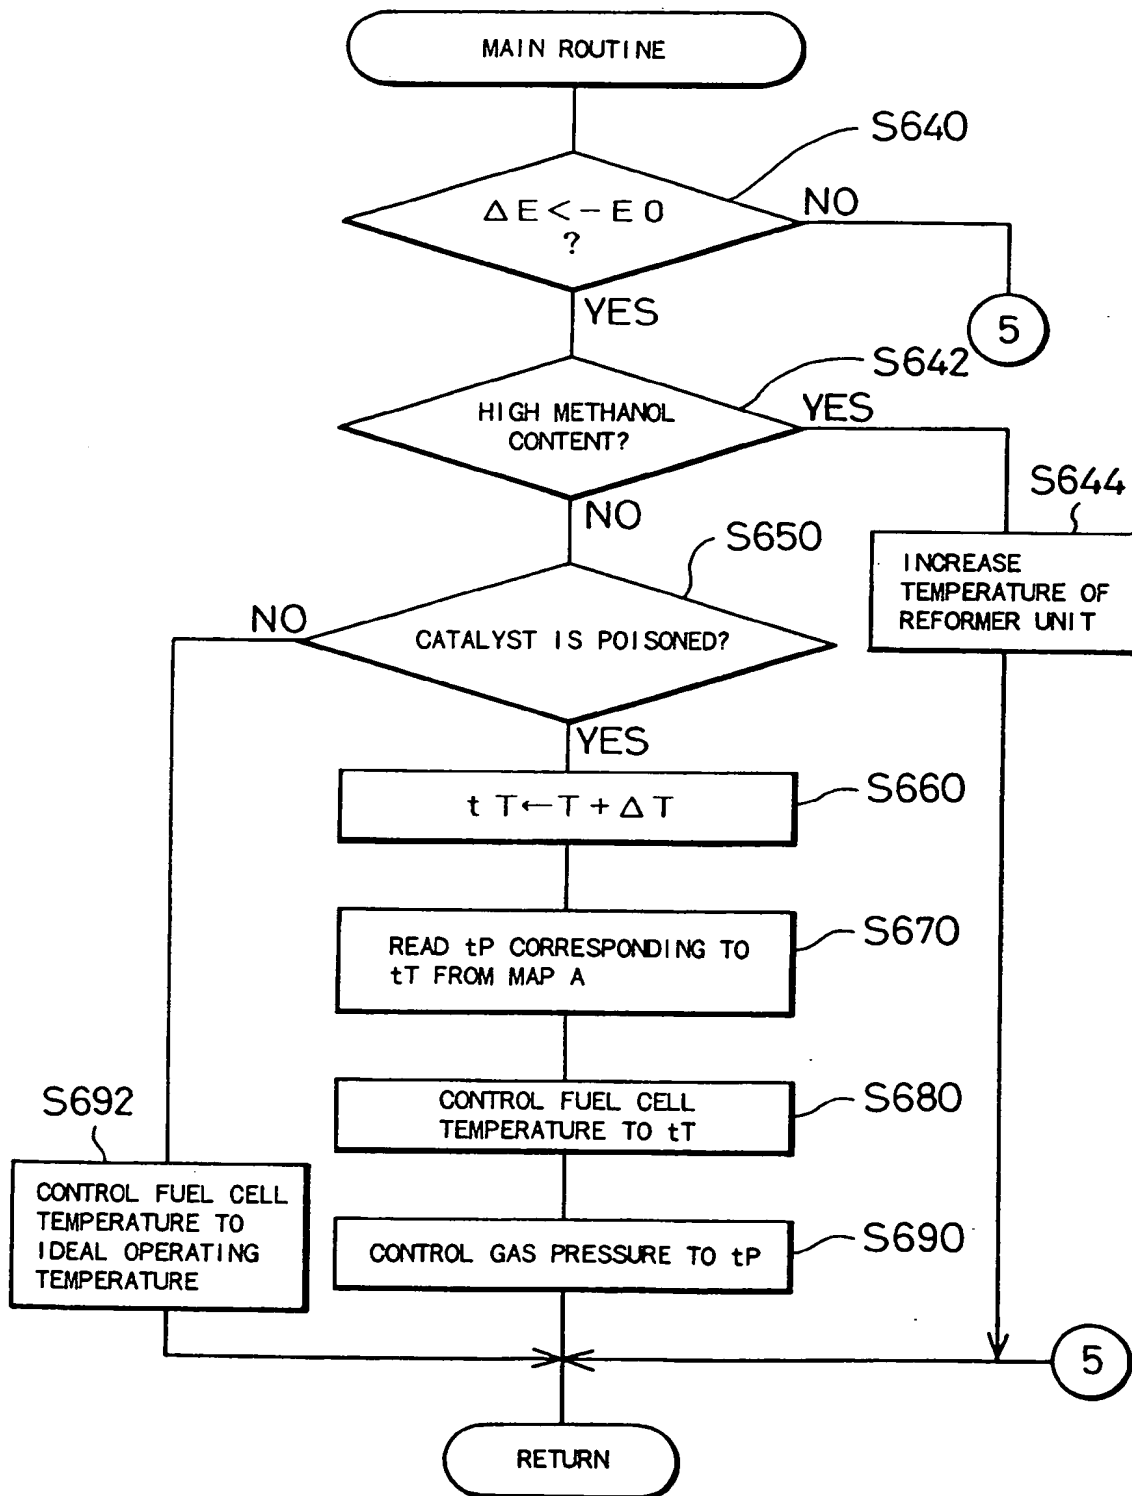 MAIN ROUTINE
S640
ΔE<-E0
?
NO
5
YES
S642
HIGH METHANOL
CONTENT?
YES
NO
S644
INCREASE
TEMPERATURE OF
REFORMER UNIT
S650
CATALYST IS POISONED?
NO
YES
S660
tT←T+ΔT
S670
READ tP CORRESPONDING TO
tT FROM MAP A
S680
CONTROL FUEL CELL
TEMPERATURE TO tT
S692
CONTROL FUEL CELL
TEMPERATURE TO
IDEAL OPERATING
TEMPERATURE
S690
CONTROL GAS PRESSURE TO tP
5
RETURN